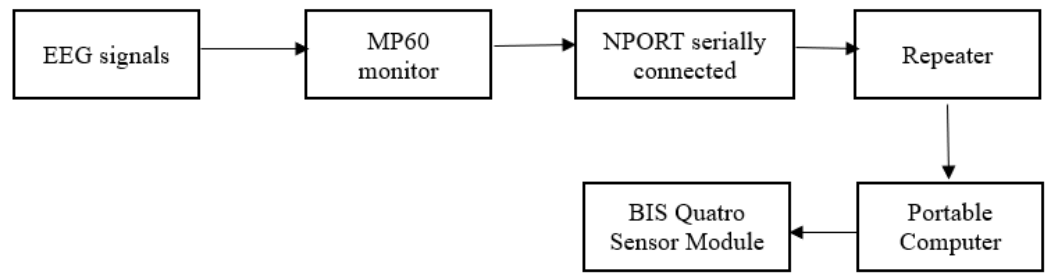 EEG signals
MP60
monitor
NPORT serially
connected
Repeater
BIS Quatro
Sensor Module
Portable
Computer